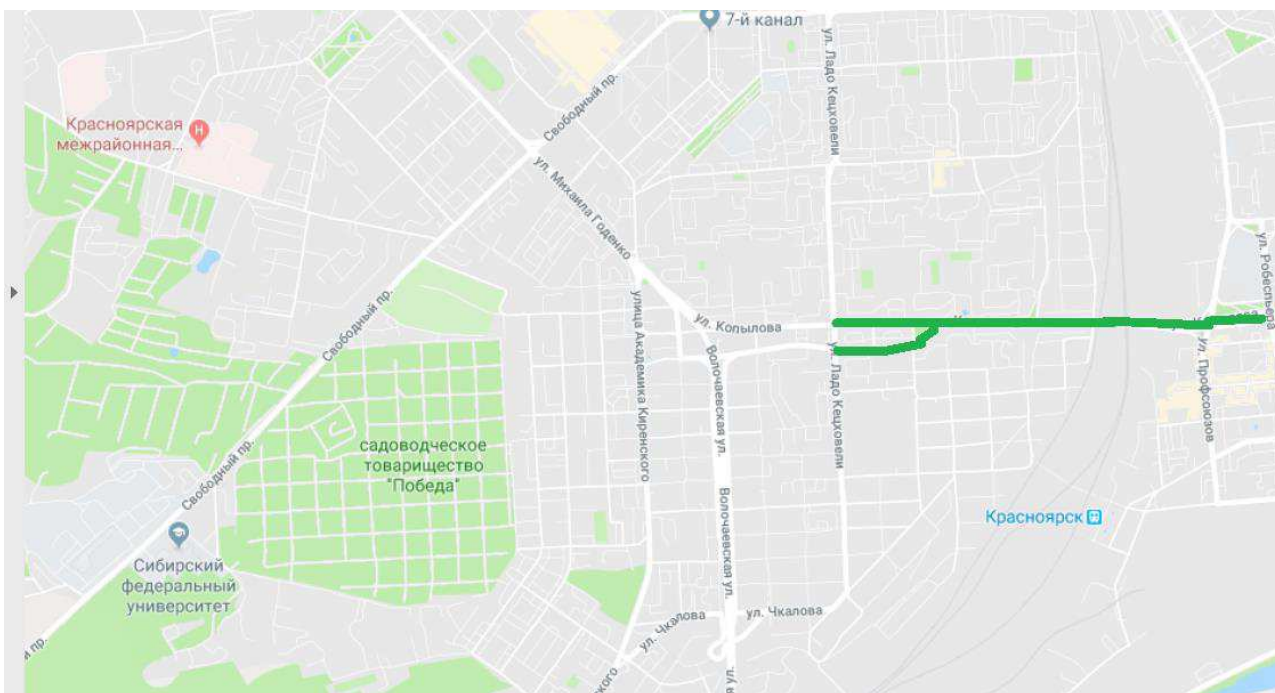 7-й канал
ул. Ладо Кецховели
Свободный пр.
Красноярская
межрайонная...
ул. Михаила Годенко
ул. Робеспьера
Свободный пр.
улица Академика Киренского
ул. Копылова
Волочаевская ул.
ул. Ладо Кецховели
ул. Профсоюзов
садоводческое
товарищество
"Победа"
Свободный пр.
Волочаевская ул.
Красноярск
Сибирский
федеральный
университет
ул. Чкалова
ул. Чкалова
й пр.